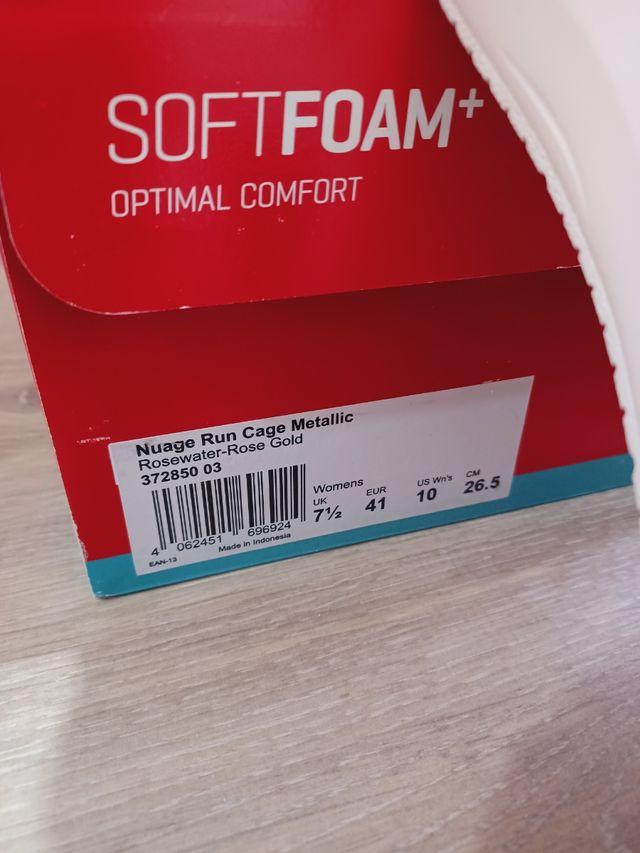 SOFTFOAM+
OPTIMAL COMFORT
Nuage Run Cage Metallic
Rosewater-Rose Gold
372850 03
Womens
UK EUR US Wn's CM
7½ 41 10 26.5
4 062451 696924
EAN-13 Made in Indonesia